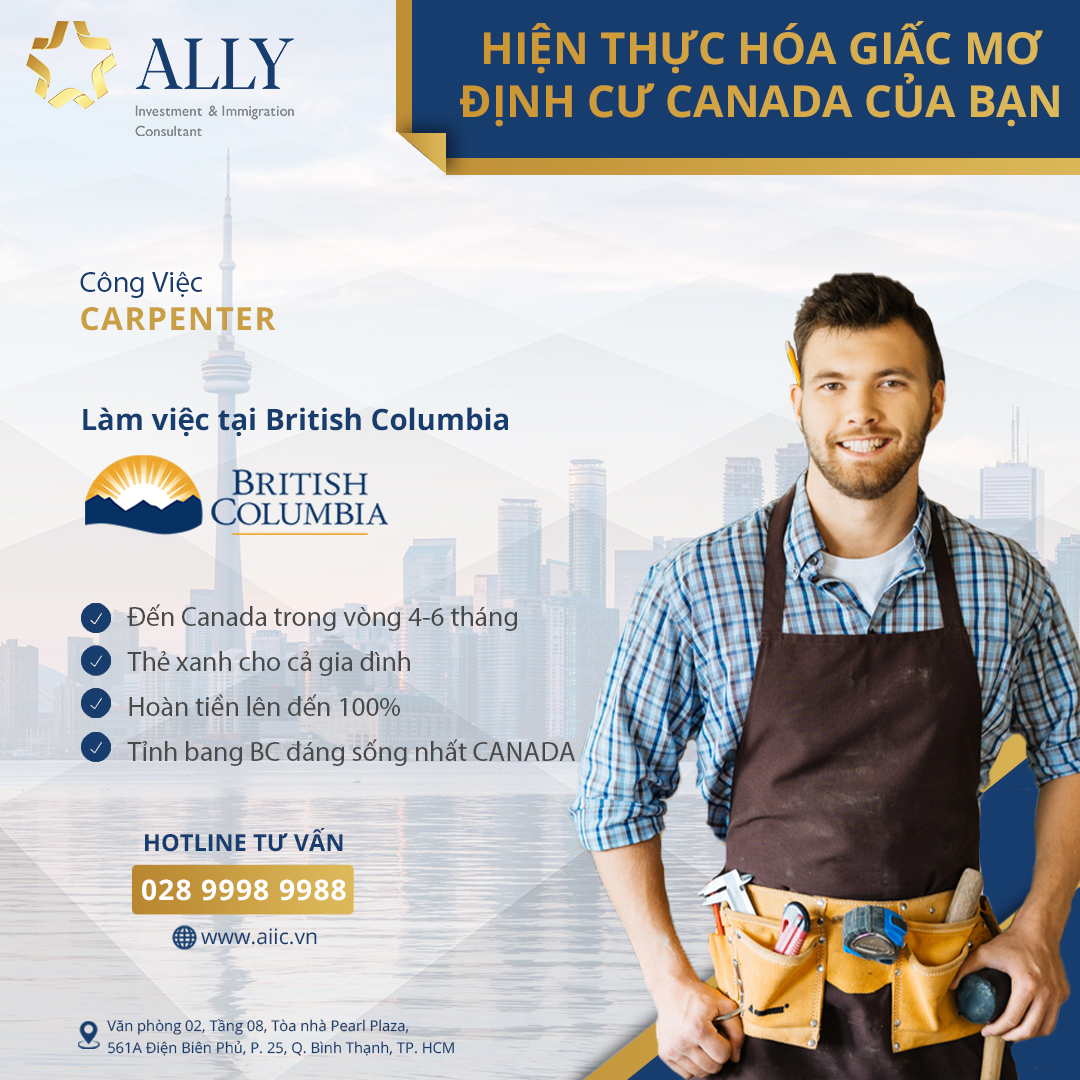 ALLY
Investment & Immigration
Consultant
HIỆN THỰC HÓA GIẤC MƠ
ĐỊNH CƯ CANADA CỦA BẠN
Công Việc
CARPENTER
Làm việc tại British Columbia
BRITISH
COLUMBIA
Đến Canada trong vòng 4-6 tháng
Thẻ xanh cho cả gia đình
Hoàn tiền lên đến 100%
Tỉnh bang BC đáng sống nhất CANADA
HOTLINE TƯ VẤN
028 9998 9988
www.aiic.vn
Văn phòng 02, Tầng 08, Tòa nhà Pearl Plaza,
561A Điện Biên Phủ, P. 25, Q. Bình Thạnh, TP. HCM